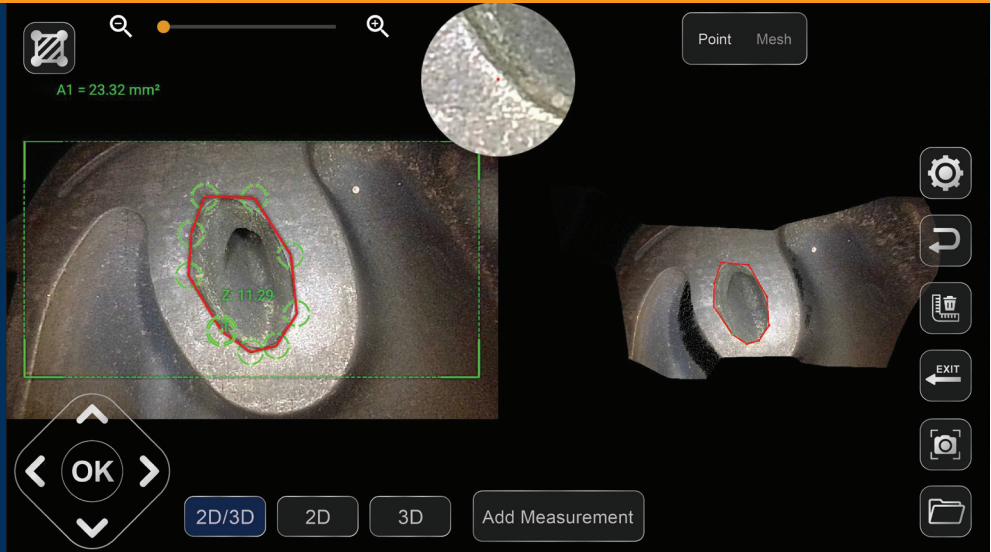 Point Mesh
A1 = 23.32 mm²
Z: 11.29
EXIT
OK
2D/3D 2D 3D Add Measurement